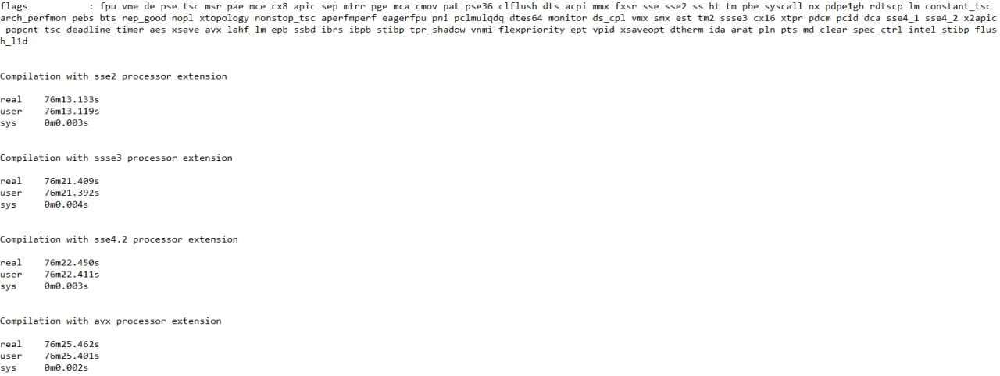 flags           : fpu vme de pse tsc msr pae mce cx8 apic sep mtrr pge mca cmov pat pse36 clflush dts acpi mmx fxsr sse sse2 ss ht tm pbe syscall nx pdpe1gb rdtscp lm constant_tsc
arch_perfmon pebs bts rep_good nopl xtopology nonstop_tsc aperfmperf eagerfpu pni pclmulqdq dtes64 monitor ds_cpl vmx smx est tm2 ssse3 cx16 xtpr pdcm pcid dca sse4_1 sse4_2 x2apic
popcnt tsc_deadline_timer aes xsave avx lahf_lm epb ssbd ibrs ibpb stibp tpr_shadow vnmi flexpriority ept vpid xsaveopt dtherm ida arat pln pts md_clear spec_ctrl intel_stibp flus
h_l1d
Compilation with sse2 processor extension
real    76m13.133s
user    76m13.119s
sys     0m0.003s
Compilation with ssse3 processor extension
real    76m21.409s
user    76m21.392s
sys     0m0.004s
Compilation with sse4.2 processor extension
real    76m22.450s
user    76m22.411s
sys     0m0.003s
Compilation with avx processor extension
real    76m25.462s
user    76m25.401s
sys     0m0.002s